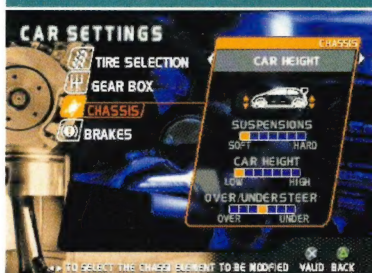 CAR SETTINGS
TIRE SELECTION
GEAR BOX
CHASSIS
BRAKES
CHASSIS
CAR HEIGHT
SUSPENSIONS
SOFT HARD
CAR HEIGHT
LOW HIGH
OVER/UNDERSTEER
OVER UNDER
TO SELECT THE CHASSI ELEMENT TO BE MODIFIED VALID BACK